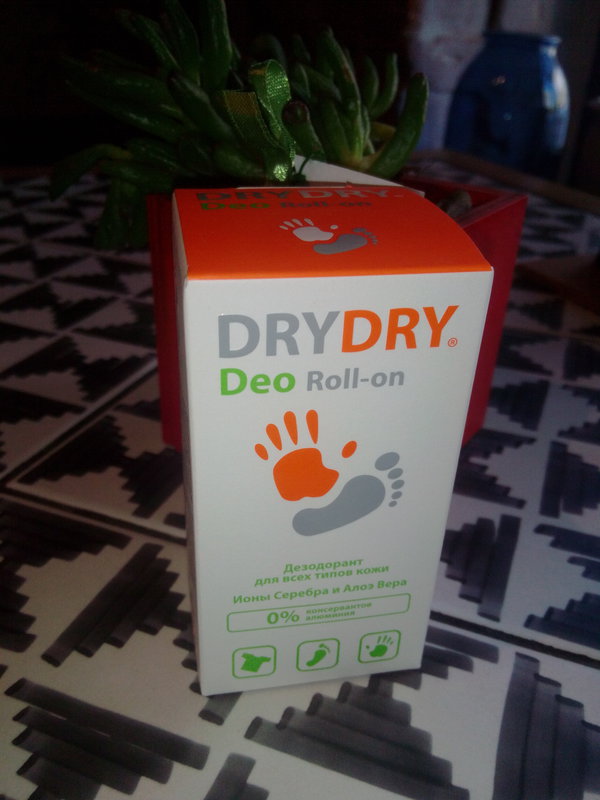 DRYDRY
Deo Roll-on
DRYDRY®
Deo Roll-on
Дезодорант
для всех типов кожи
Ионы Серебра и Алоэ Вера
0% консервантов
алюминия